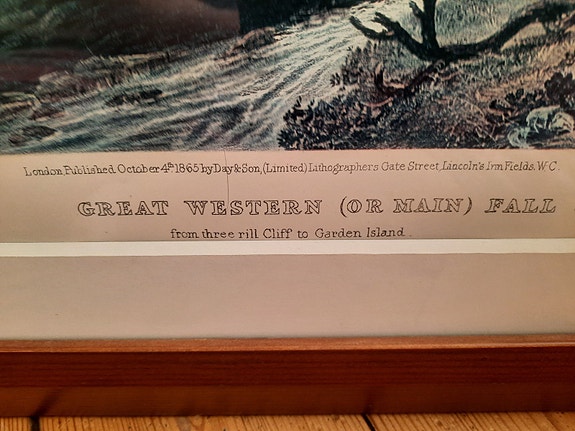 London Published October 4th 1865 by Day & Son, (Limited) Lithographers Gate Street, Lincoln's Irm Fields. W.C.
GREAT WESTERN (OR MAIN) FALL
from three rill Cliff to Garden Island